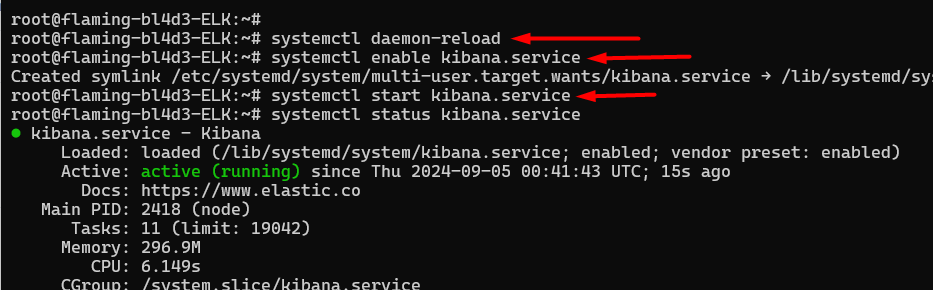 root@flaming-bl4d3-ELK:~#
root@flaming-bl4d3-ELK:~# systemctl daemon-reload
root@flaming-bl4d3-ELK:~# systemctl enable kibana.service
Created symlink /etc/systemd/system/multi-user.target.wants/kibana.service → /lib/systemd/sys
root@flaming-bl4d3-ELK:~# systemctl start kibana.service
root@flaming-bl4d3-ELK:~# systemctl status kibana.service
● kibana.service - Kibana
Loaded: loaded (/lib/systemd/system/kibana.service; enabled; vendor preset: enabled)
Active: active (running) since Thu 2024-09-05 00:41:43 UTC; 15s ago
Docs: https://www.elastic.co
Main PID: 2418 (node)
Tasks: 11 (limit: 19042)
Memory: 296.9M
CPU: 6.149s
CGroup: /system.slice/kibana.service